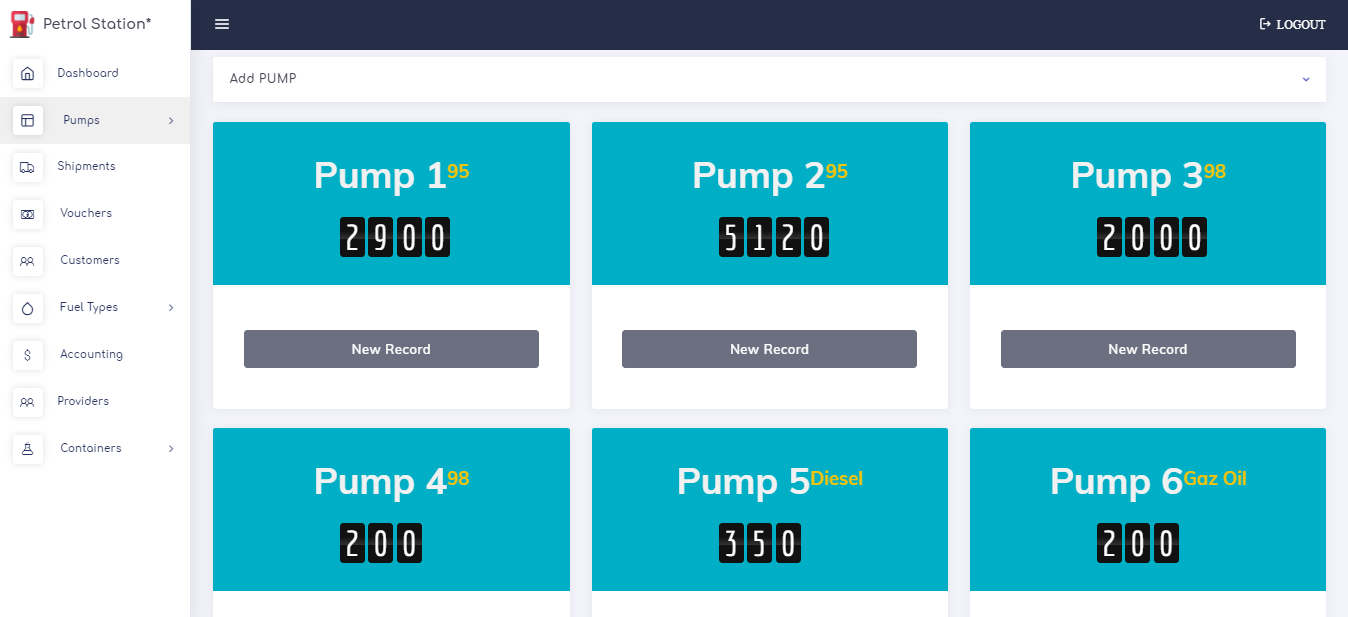 Petrol Station*
LOGOUT
Dashboard
Pumps
Shipments
Vouchers
Customers
Fuel Types
Accounting
Providers
Containers
Add PUMP
Pump 1 95
2900
New Record
Pump 2 95
5120
New Record
Pump 3 98
2000
New Record
Pump 4 98
200
Pump 5 Diesel
350
Pump 6 Gaz Oil
200